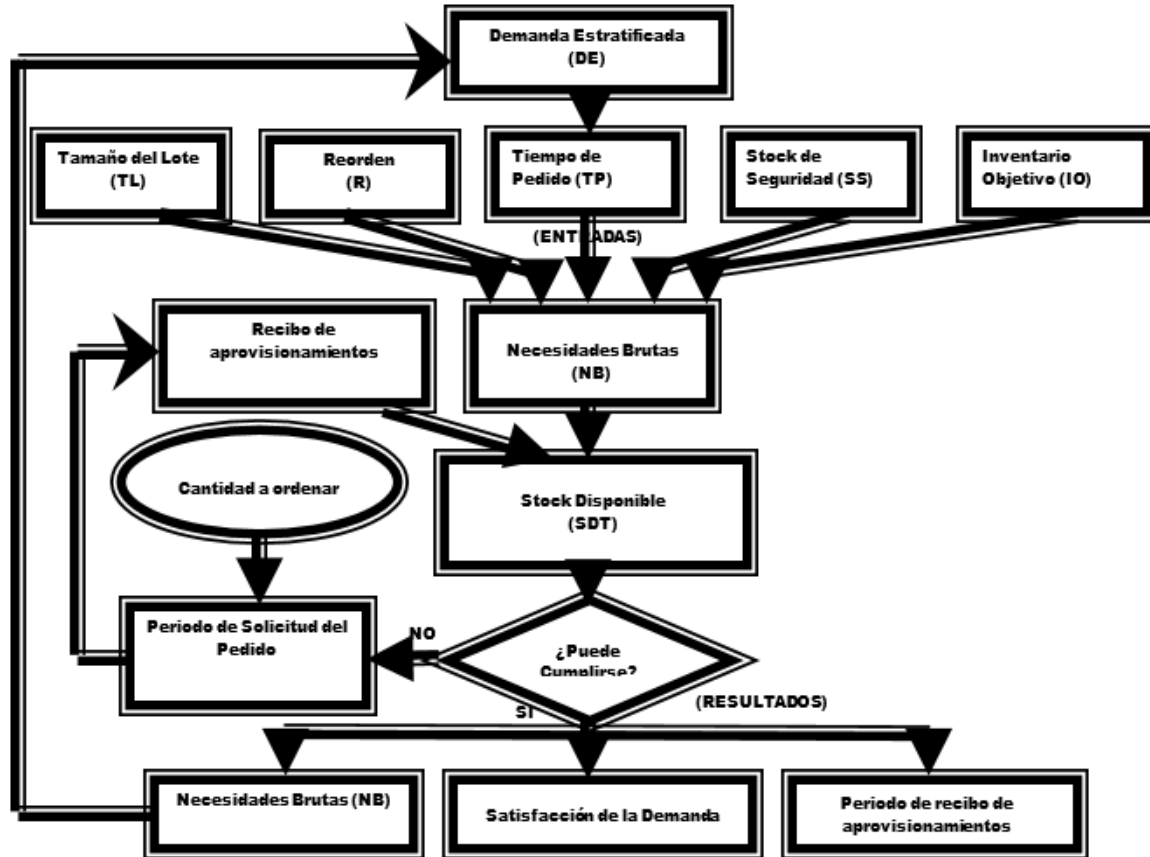 Demanda Estratificada
(DE)
Tamaño del Lote
(TL)
Reorden
(R)
Tiempo de
Pedido (TP)
Stock de
Seguridad (SS)
Inventario
Objetivo (IO)
(ENTRADAS)
Recibo de
aprovisionamientos
Necesidades Brutas
(NB)
Cantidad a ordenar
Stock Disponible
(SDT)
Periodo de Solicitud del
Pedido
NO
¿Puede
Cumplirse?
SI
(RESULTADOS)
Necesidades Brutas (NB)
Satisfacción de la Demanda
Periodo de recibo de
aprovisionamientos